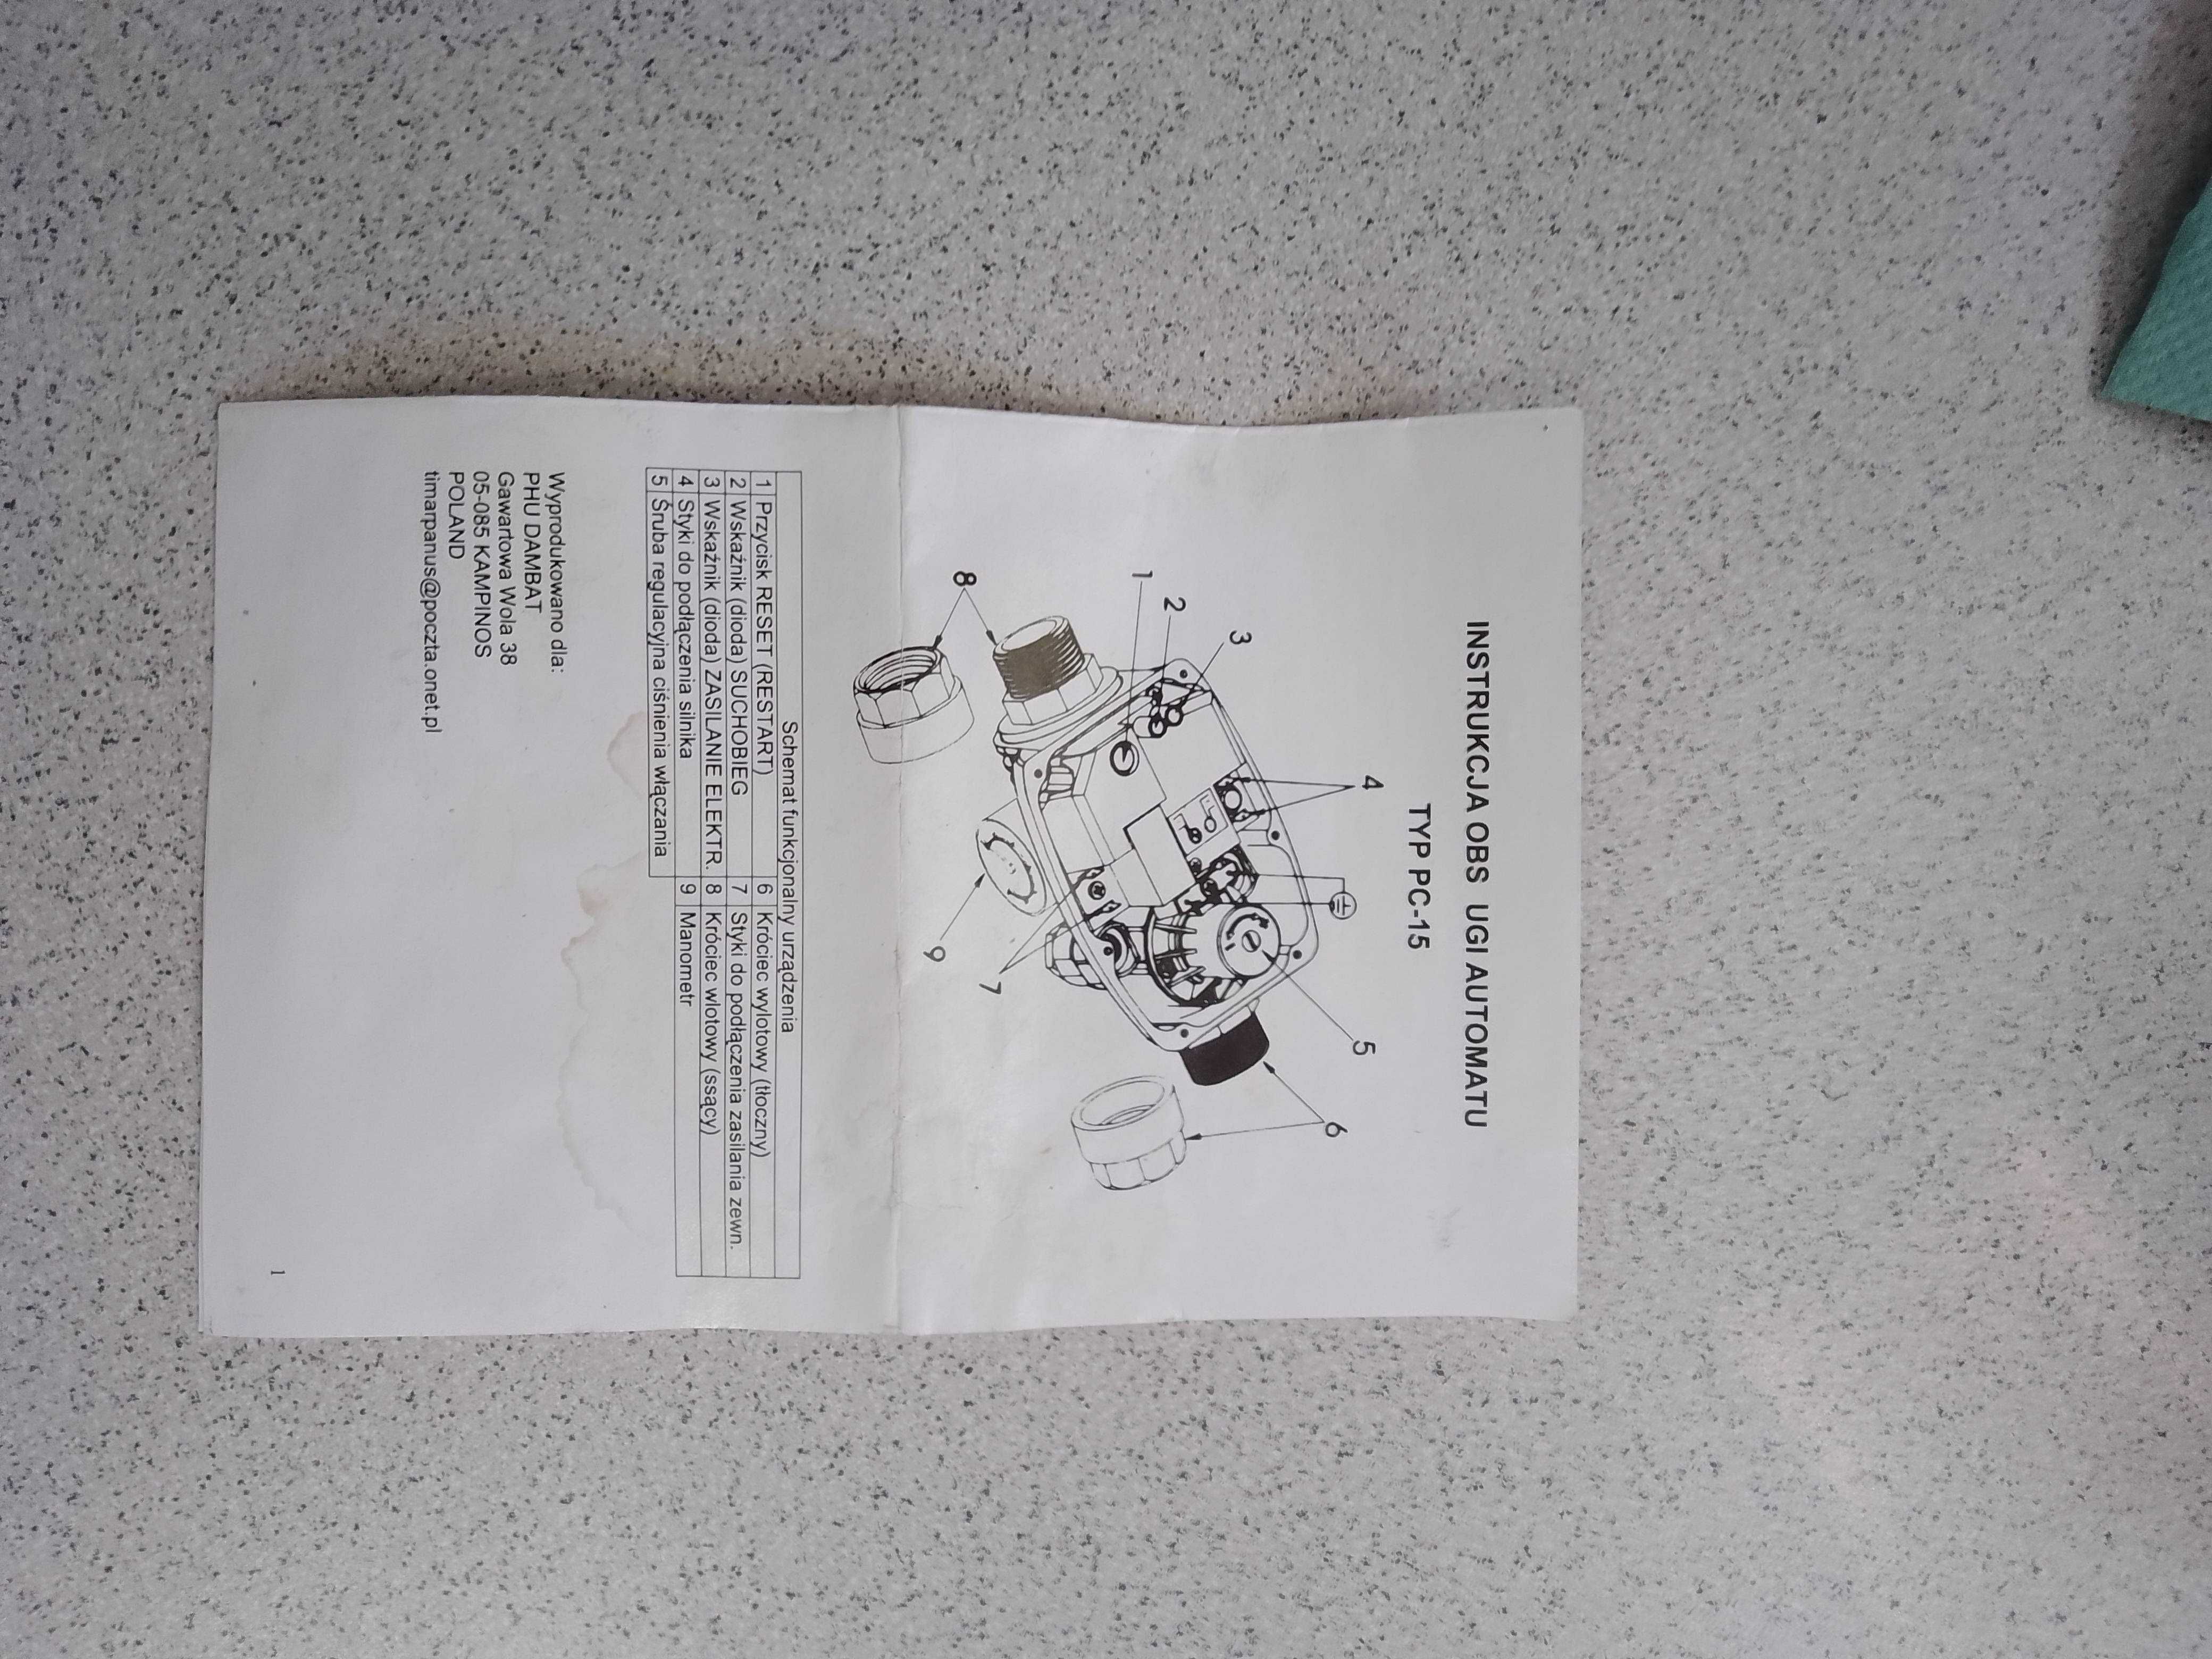 INSTRUKCJA OBS UGI AUTOMATU
TYP PC-15
1
2
3
4
5
6
7
8
9
Schemat funkcjonalny urządzenia
1 Przycisk RESET (RESTART) 6 Króciec wylotowy (tłoczny)
2 Wskaźnik (dioda) SUCHOBIEG 7 Styki do podłączenia zasilania zewn.
3 Wskaźnik (dioda) ZASILANIE ELEKTR. 8 Króciec wlotowy (ssący)
4 Styki do podłączenia silnika 9 Manometr
5 Śruba regulacyjna ciśnienia włączania
Wyprodukowano dla:
PHU DAMBAT
Gawartowa Wola 38
05-085 KAMPINOS
POLAND
timarpanus@poczta.onet.pl
1